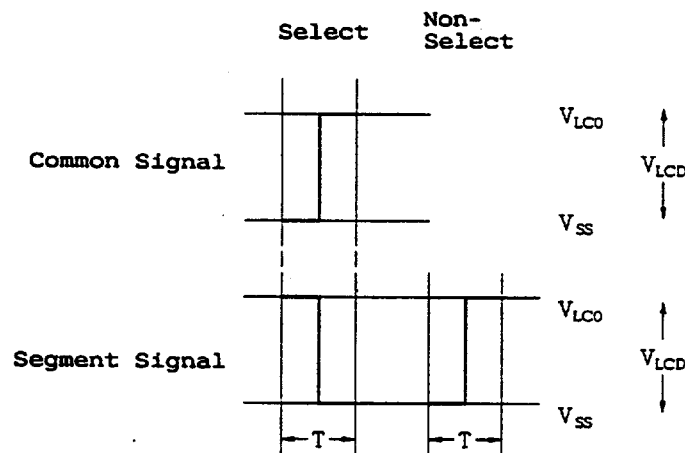 Select
Non-
Select
Common Signal
VLC0
VLCD
VSS
Segment Signal
VLC0
VLCD
VSS
T
T